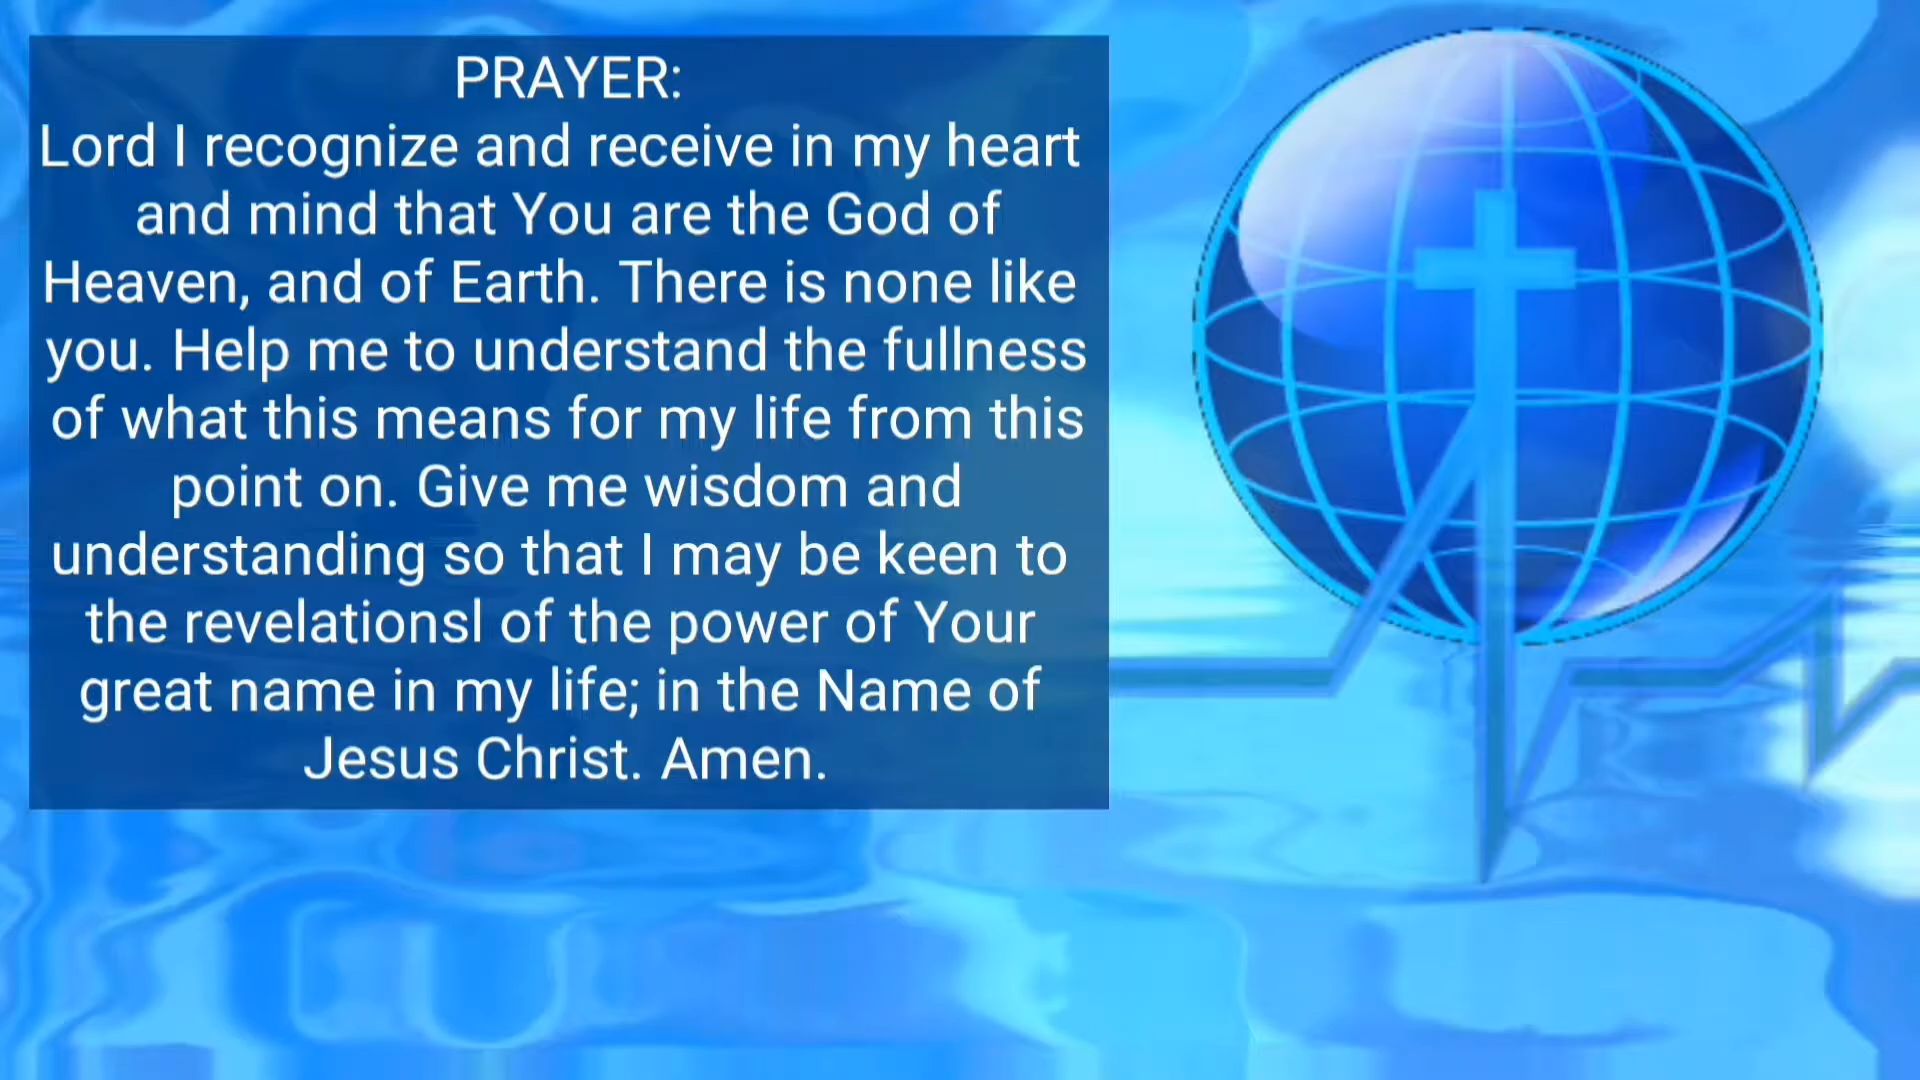 PRAYER:
Lord I recognize and receive in my heart
and mind that You are the God of
Heaven, and of Earth. There is none like
you. Help me to understand the fullness
of what this means for my life from this
point on. Give me wisdom and
understanding so that I may be keen to
the revelationsl of the power of Your
great name in my life; in the Name of
Jesus Christ. Amen.